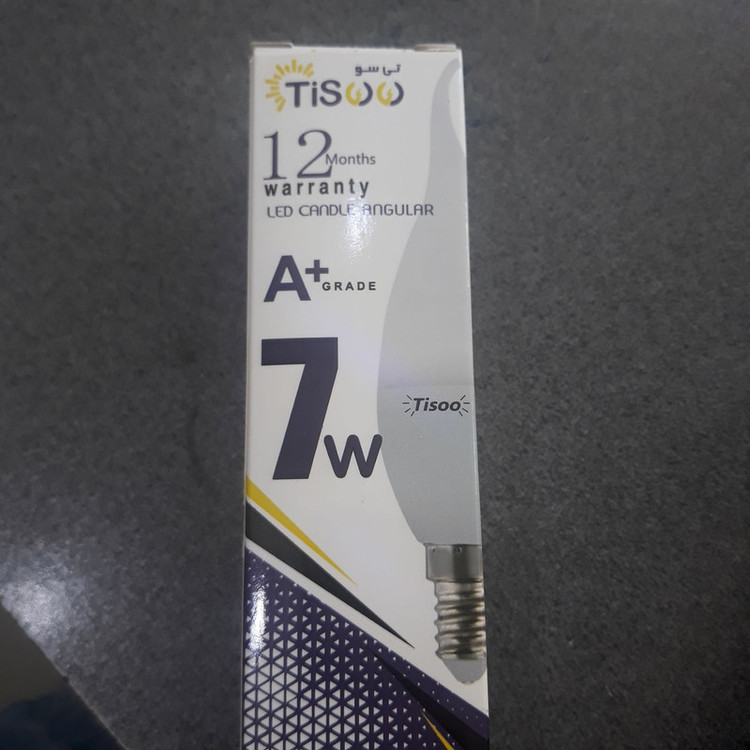 تی سو
TiSOO
12 Months
warranty
LED CANDLE ANGULAR
A+ GRADE
7W
Tisoo